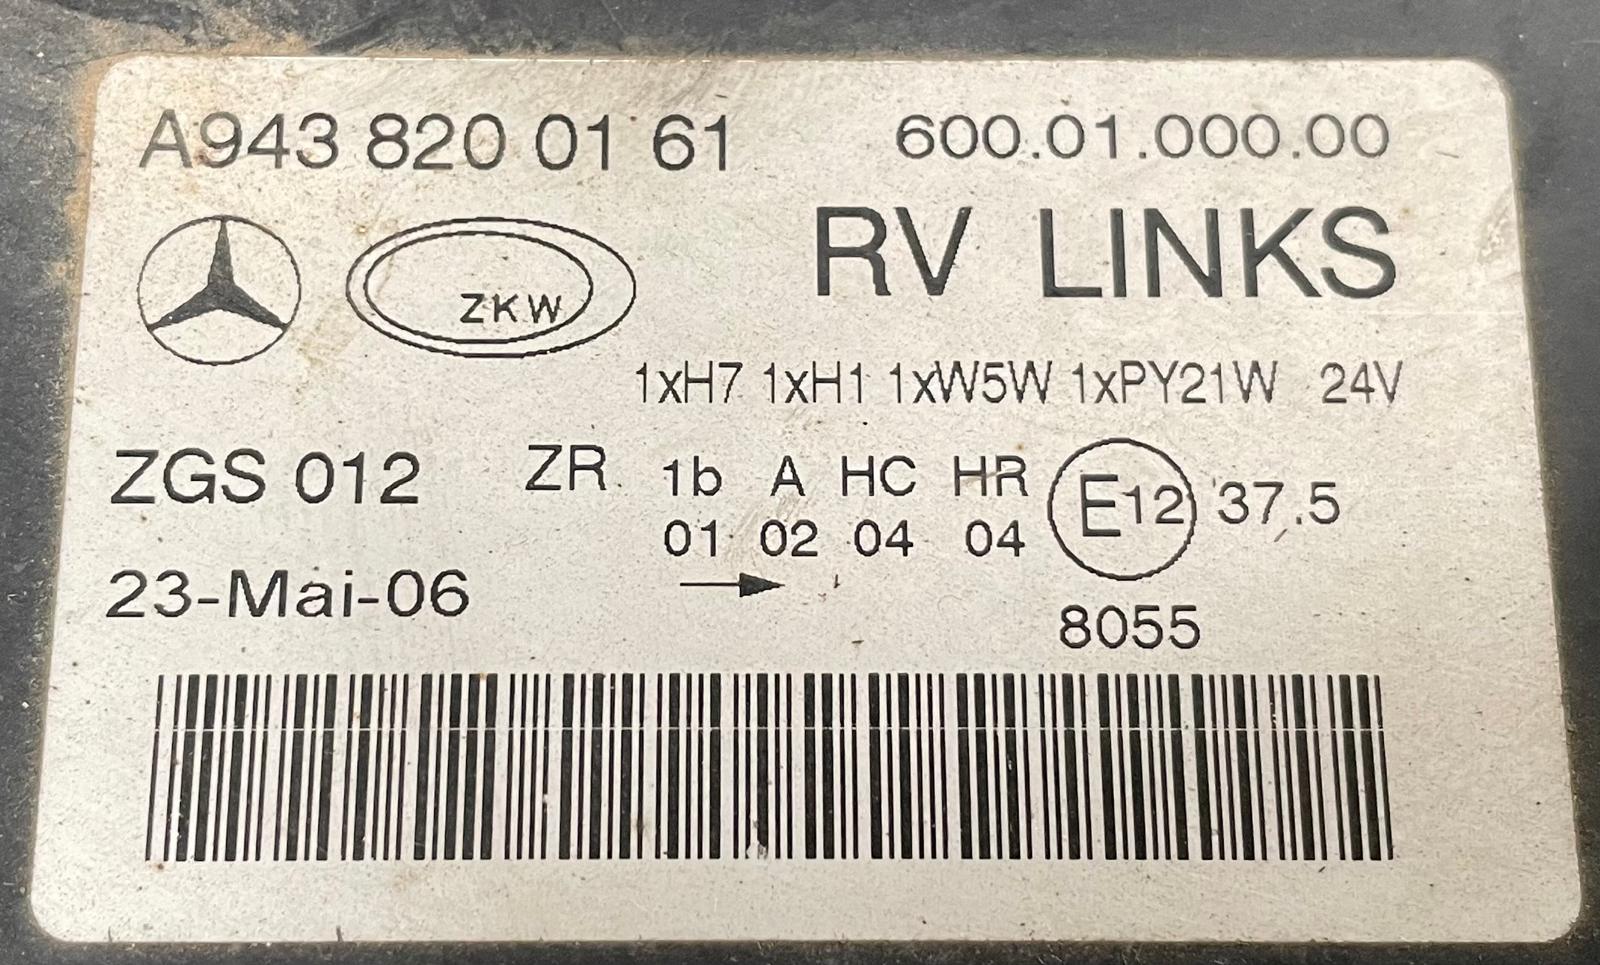 A943 820 01 61 600.01.000.00
ZKW RV LINKS
1xH7 1xH1 1xW5W 1xPY21W 24V
ZGS 012 ZR 1b A HC HR E12 37.5
01 02 04 04
23-Mai-06 8055